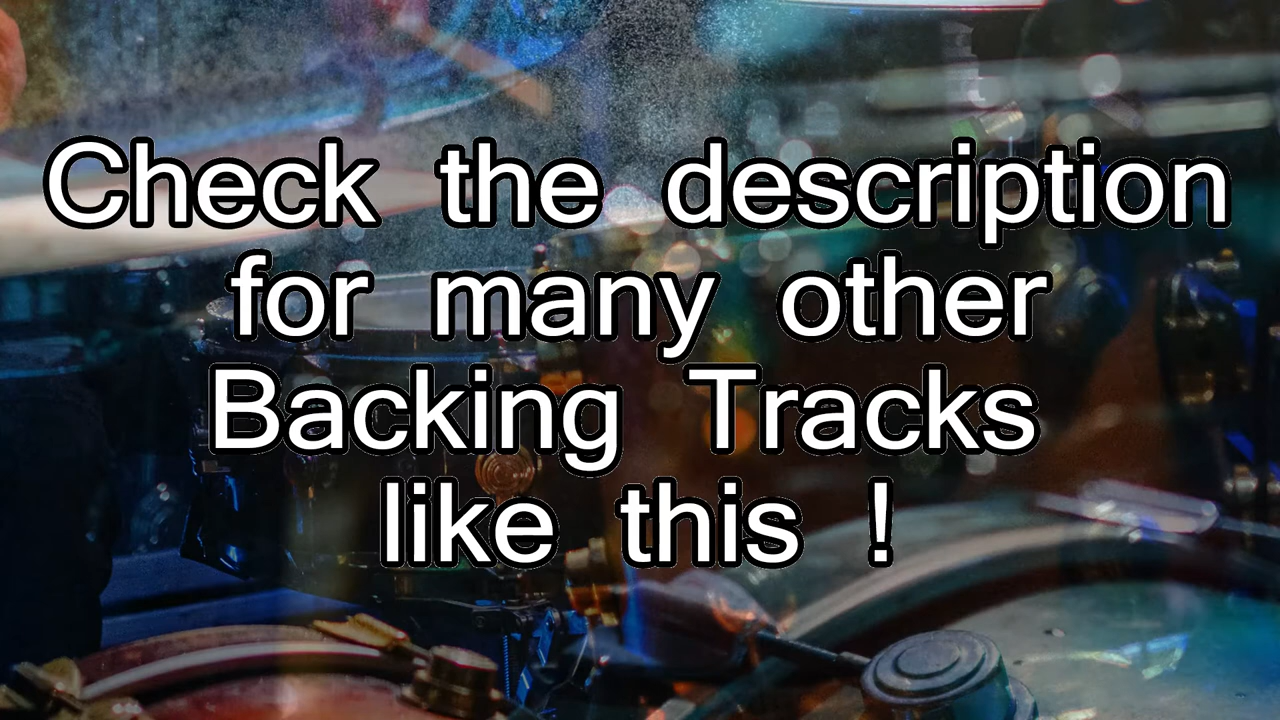 Check the description
for many other
Backing Tracks
like this !